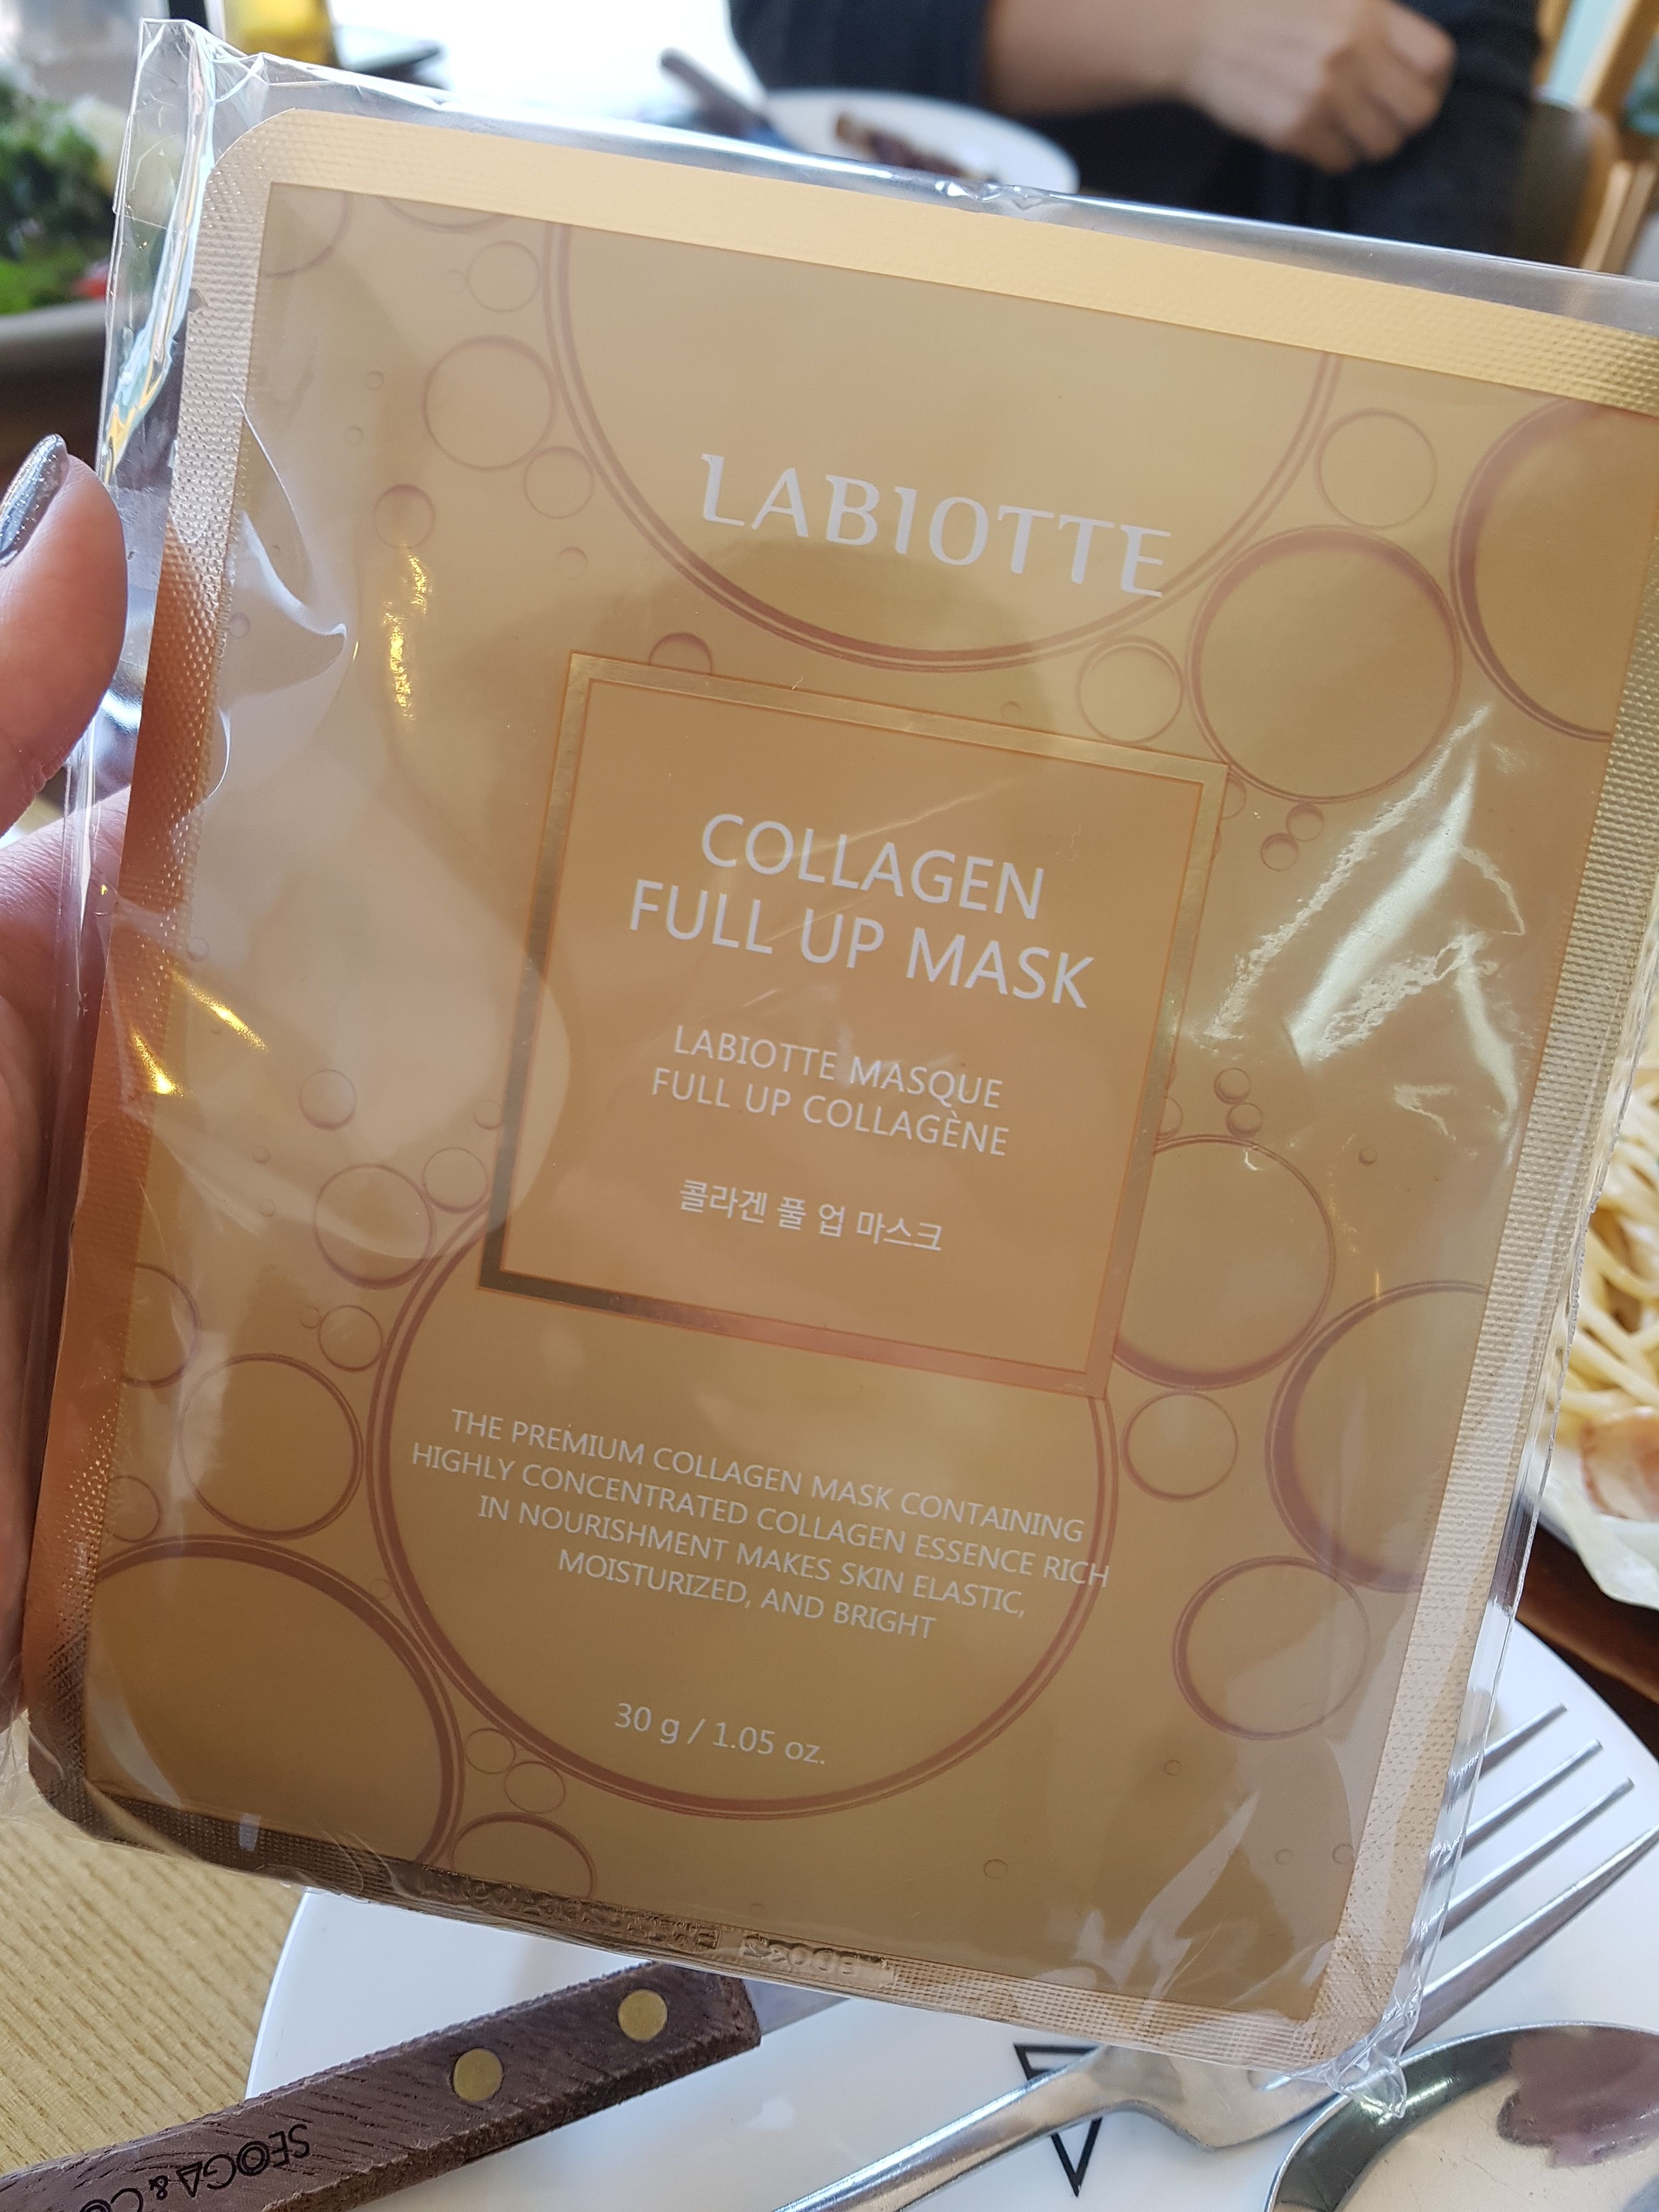 LABIOTTE
COLLAGEN
FULL UP MASK
LABIOTTE MASQUE
FULL UP COLLAGÈNE
콜라겐 풀 업 마스크
THE PREMIUM COLLAGEN MASK CONTAINING
HIGHLY CONCENTRATED COLLAGEN ESSENCE RICH
IN NOURISHMENT MAKES SKIN ELASTIC,
MOISTURIZED, AND BRIGHT
30 g / 1.05 oz.
SEOGA & CO